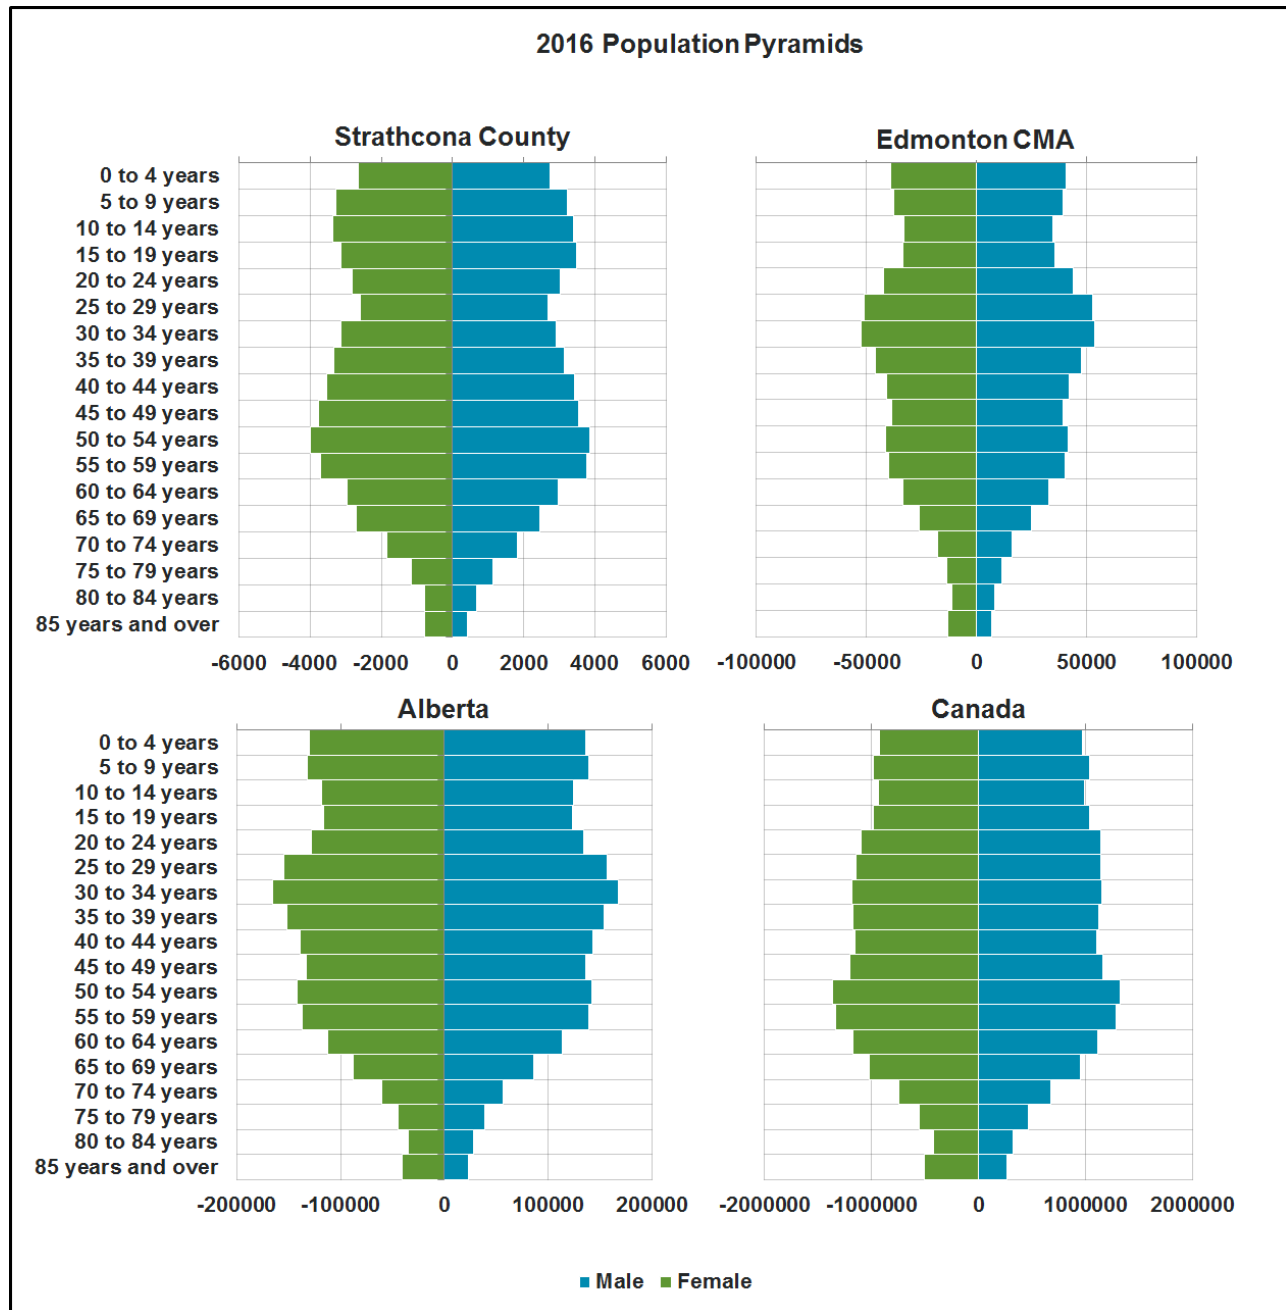 2016 Population Pyramids
Strathcona County
0 to 4 years
5 to 9 years
10 to 14 years
15 to 19 years
20 to 24 years
25 to 29 years
30 to 34 years
35 to 39 years
40 to 44 years
45 to 49 years
50 to 54 years
55 to 59 years
60 to 64 years
65 to 69 years
70 to 74 years
75 to 79 years
80 to 84 years
85 years and over
-6000 -4000 -2000 0 2000 4000 6000
Edmonton CMA
-100000 -50000 0 50000 100000
Alberta
0 to 4 years
5 to 9 years
10 to 14 years
15 to 19 years
20 to 24 years
25 to 29 years
30 to 34 years
35 to 39 years
40 to 44 years
45 to 49 years
50 to 54 years
55 to 59 years
60 to 64 years
65 to 69 years
70 to 74 years
75 to 79 years
80 to 84 years
85 years and over
-200000 -100000 0 100000 200000
Canada
-2000000 -1000000 0 1000000 2000000
Male Female